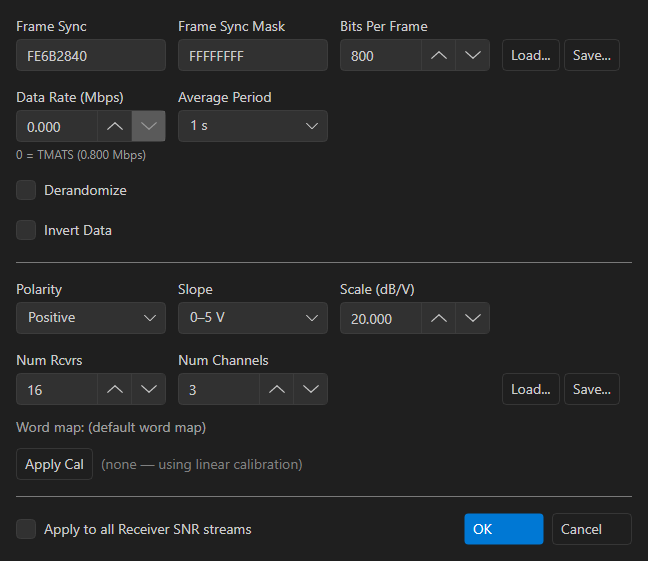 Frame Sync Frame Sync Mask Bits Per Frame
FE6B2840 FFFFFFFF 800 Load... Save...
Data Rate (Mbps) Average Period
0.000 1 s
0 = TMATS (0.800 Mbps)
Derandomize
Invert Data
Polarity Slope Scale (dB/V)
Positive 0–5 V 20.000
Num Rcvrs Num Channels
16 3 Load... Save...
Word map: (default word map)
Apply Cal (none — using linear calibration)
Apply to all Receiver SNR streams OK Cancel